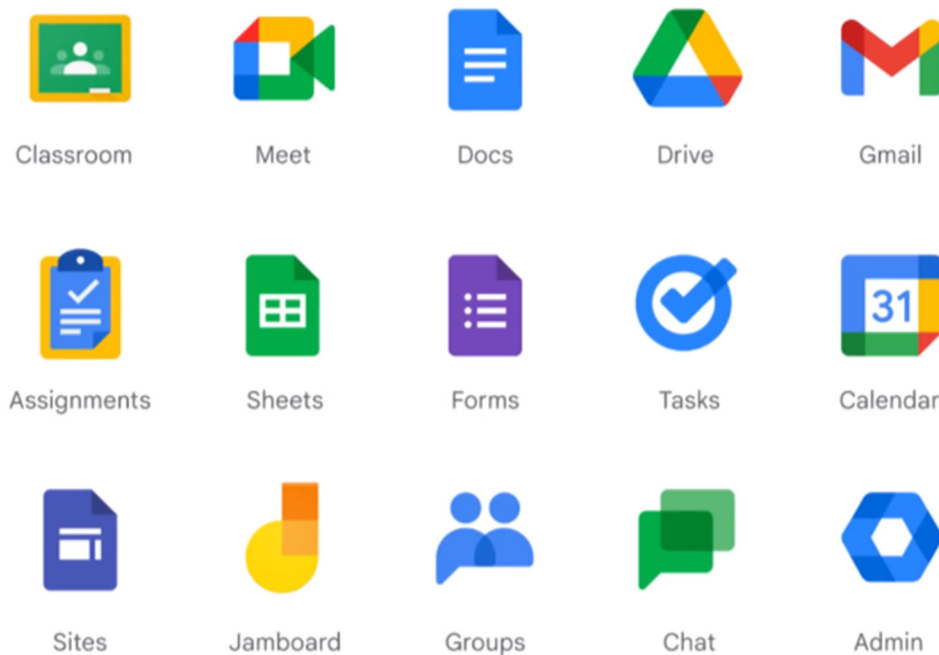 Classroom
Meet
Docs
Drive
Gmail
31
Assignments
Sheets
Forms
Tasks
Calendar
Sites
Jamboard
Groups
Chat
Admin